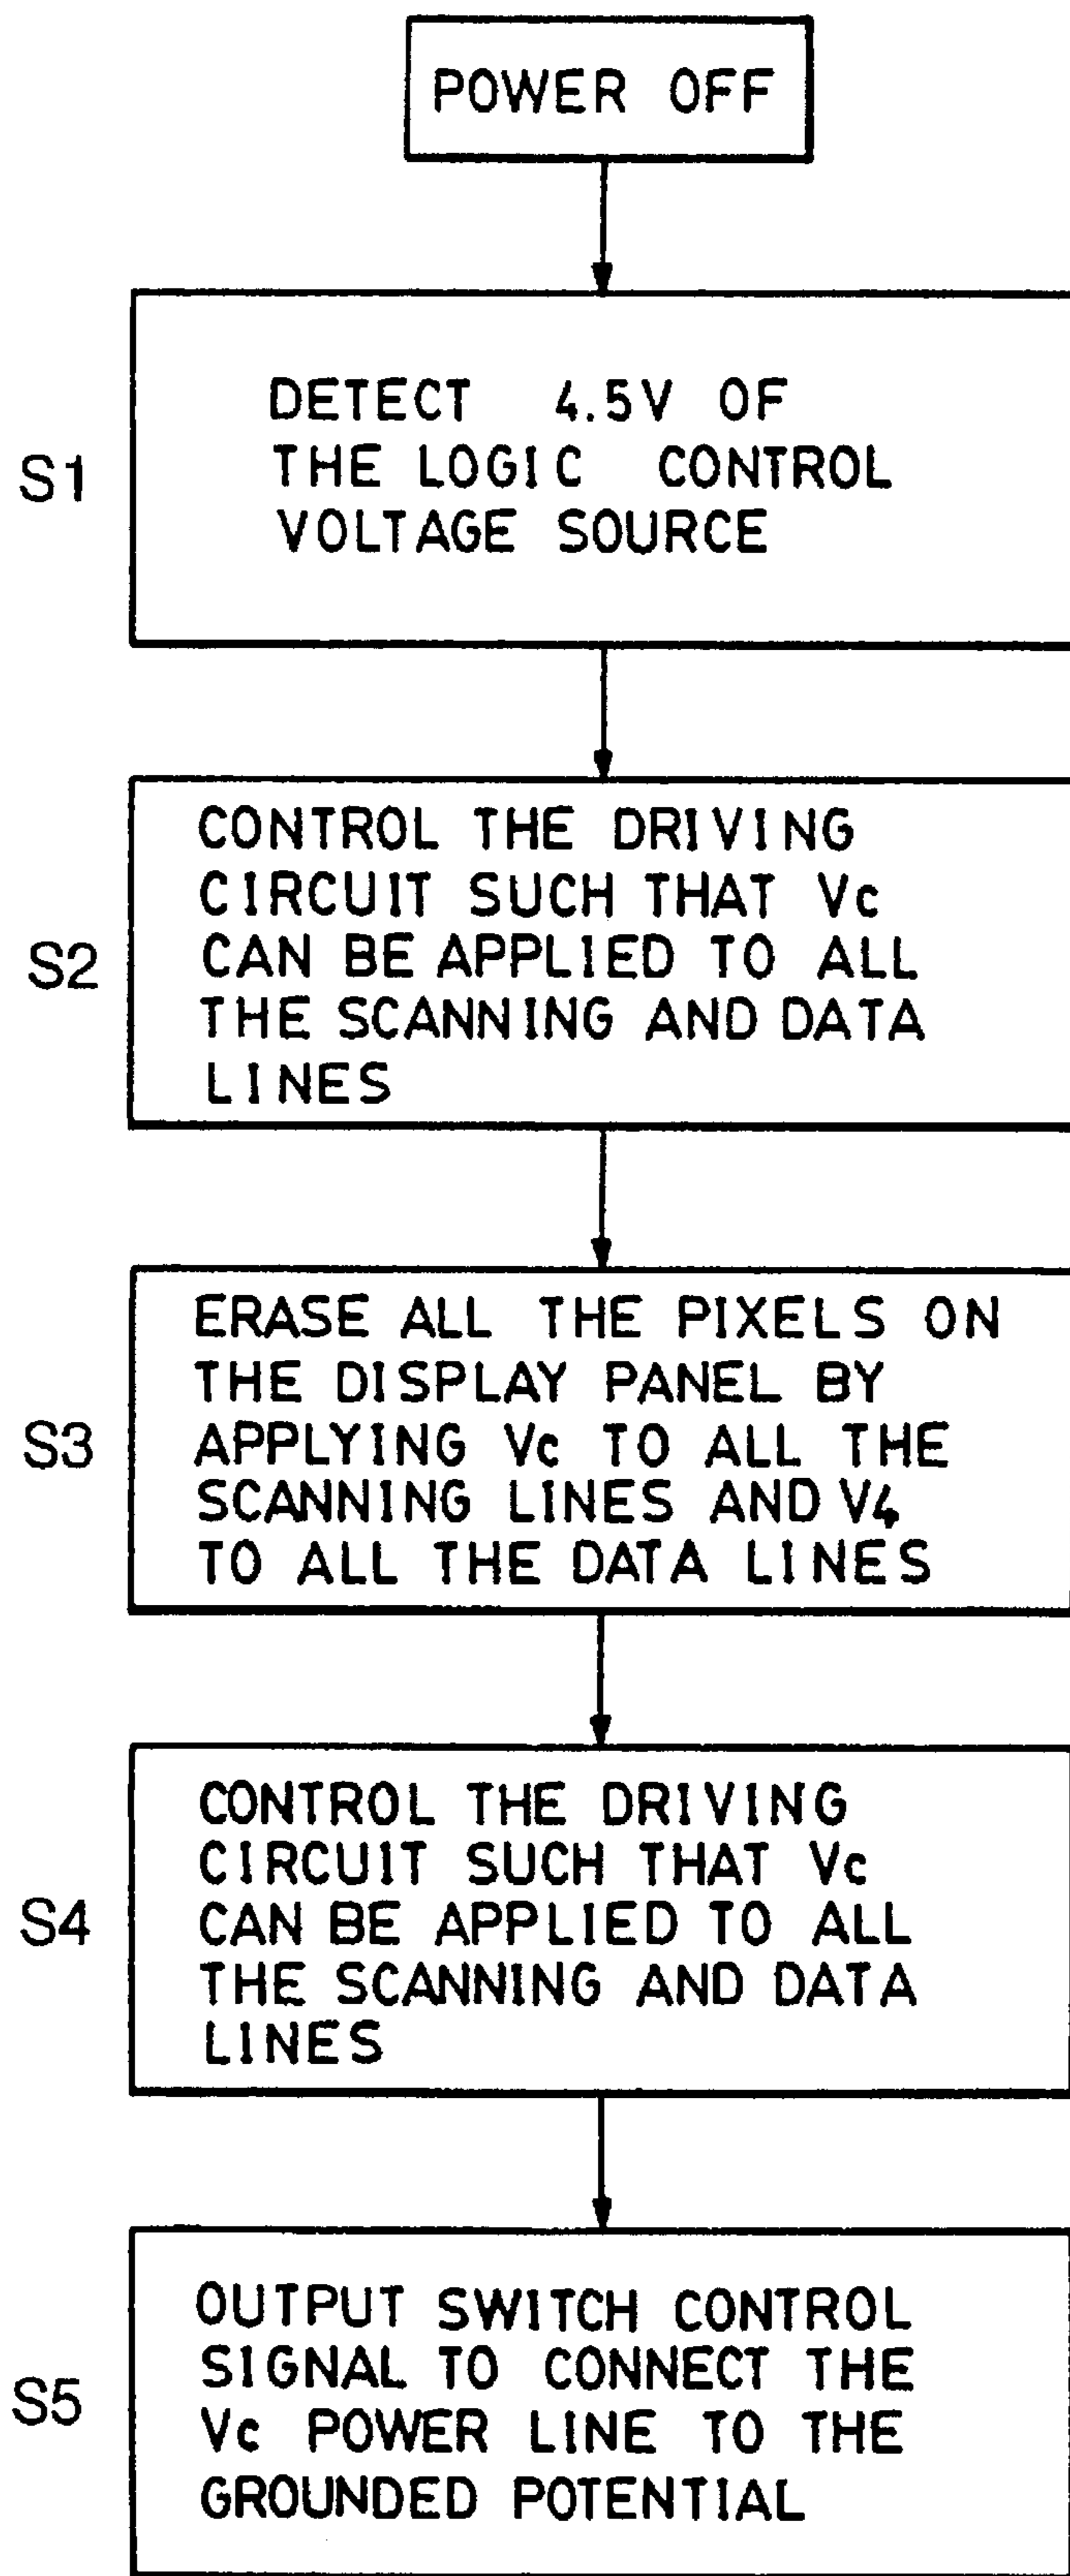 POWER OFF
S1
DETECT 4.5V OF
THE LOGIC CONTROL
VOLTAGE SOURCE
S2
CONTROL THE DRIVING
CIRCUIT SUCH THAT Vc
CAN BE APPLIED TO ALL
THE SCANNING AND DATA
LINES
S3
ERASE ALL THE PIXELS ON
THE DISPLAY PANEL BY
APPLYING Vc TO ALL THE
SCANNING LINES AND V4
TO ALL THE DATA LINES
S4
CONTROL THE DRIVING
CIRCUIT SUCH THAT Vc
CAN BE APPLIED TO ALL
THE SCANNING AND DATA
LINES
S5
OUTPUT SWITCH CONTROL
SIGNAL TO CONNECT THE
Vc POWER LINE TO THE
GROUNDED POTENTIAL